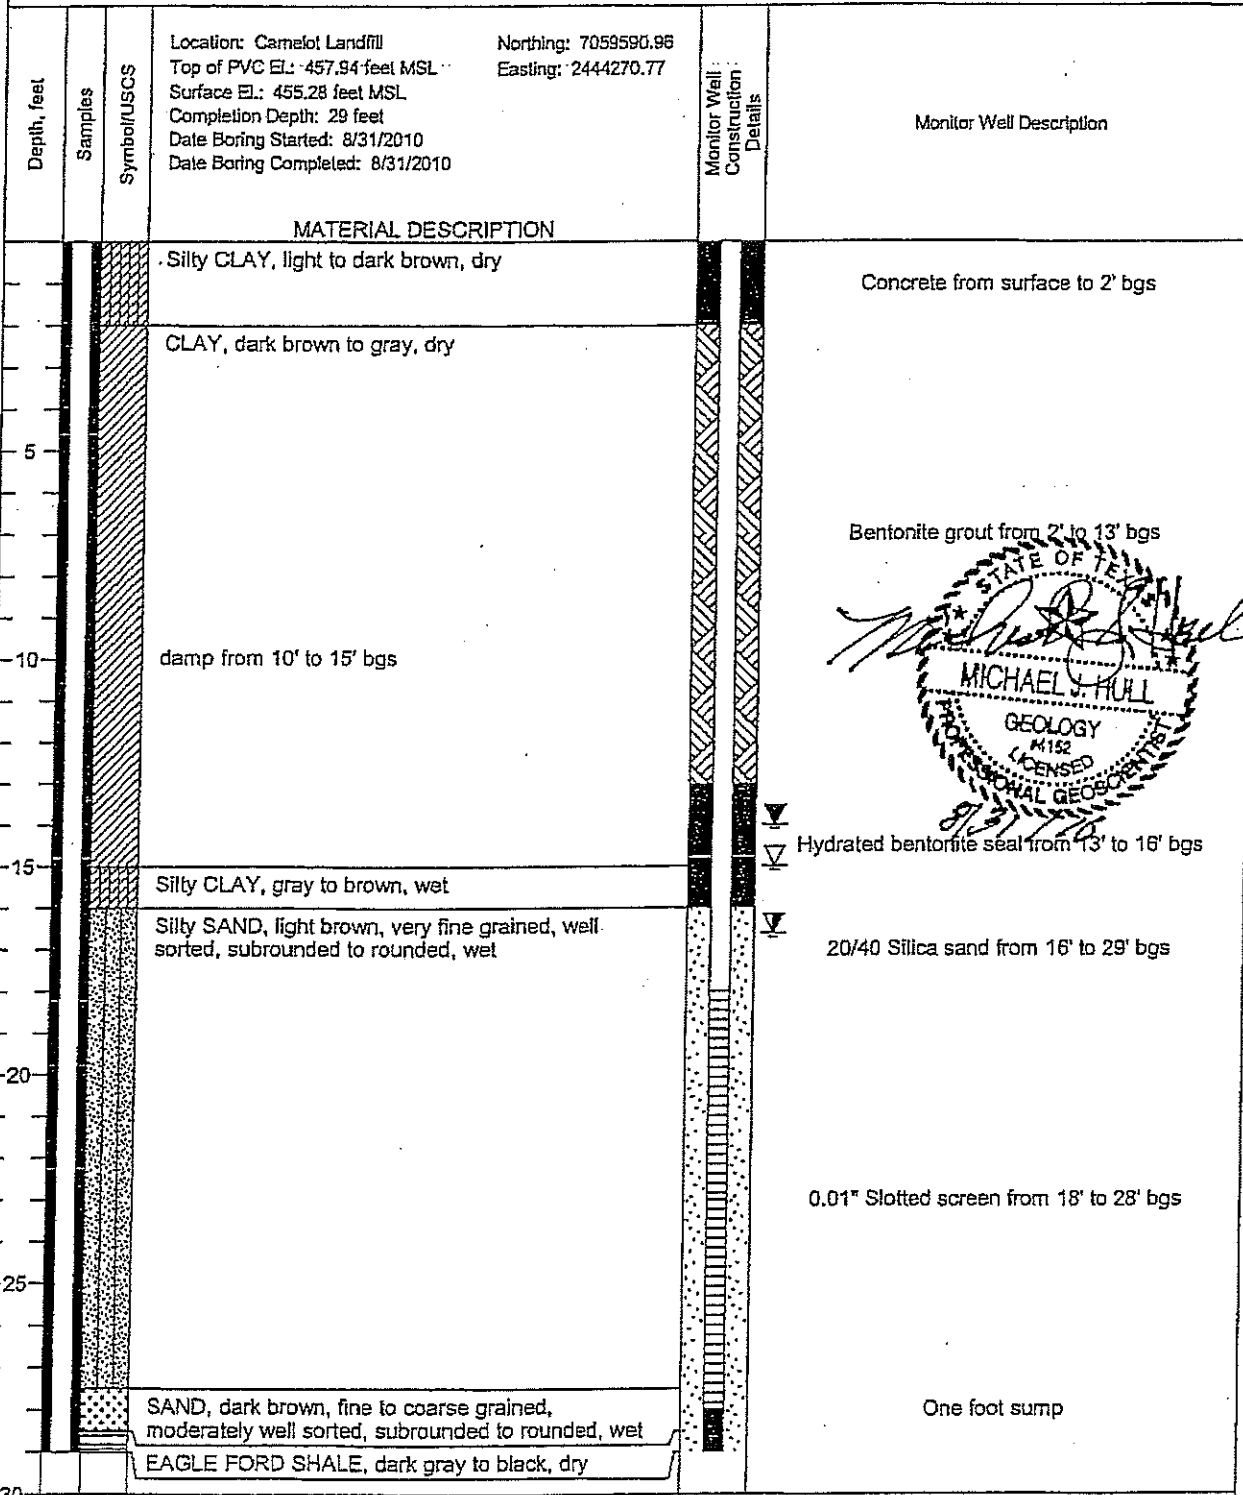 Depth, feet
Samples
Symbol/USCS
Location: Camelot Landfill
Northing: 7059590.96
Top of PVC EL: 457.94 feet MSL
Easting: 2444270.77
Surface EL: 455.28 feet MSL
Completion Depth: 29 feet
Date Boring Started: 8/31/2010
Date Boring Completed: 8/31/2010
MATERIAL DESCRIPTION
Monitor Well
Construction
Details
Monitor Well Description
Silty CLAY, light to dark brown, dry
Concrete from surface to 2' bgs
CLAY, dark brown to gray, dry
5
Bentonite grout from 2' to 13' bgs
STATE OF TEXAS
MICHAEL J. HULL
GEOLOGY
LICENSED
PROFESSIONAL GEOSCIENTIST
10
damp from 10' to 15' bgs
Hydrated bentonite seal from 13' to 16' bgs
15
Silty CLAY, gray to brown, wet
Silty SAND, light brown, very fine grained, well
sorted, subrounded to rounded, wet
20/40 Silica sand from 16' to 29' bgs
20
0.01" Slotted screen from 18' to 28' bgs
25
SAND, dark brown, fine to coarse grained,
moderately well sorted, subrounded to rounded, wet
One foot sump
EAGLE FORD SHALE, dark gray to black, dry
30